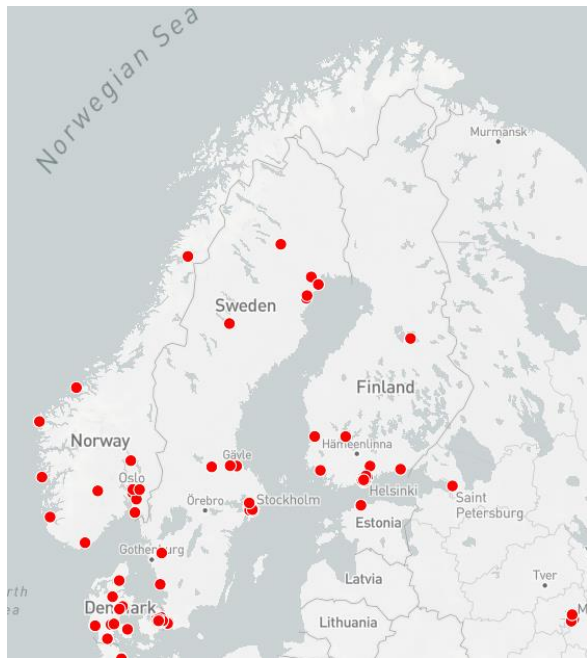 Norwegian Sea
Murmansk
Sweden
Finland
Norway
Gävle
Hämeenlinna
Oslo
Helsinki
Örebro
Stockholm
Saint
Petersburg
Estonia
Gothenburg
Latvia
Tver
Denmark
Lithuania
M